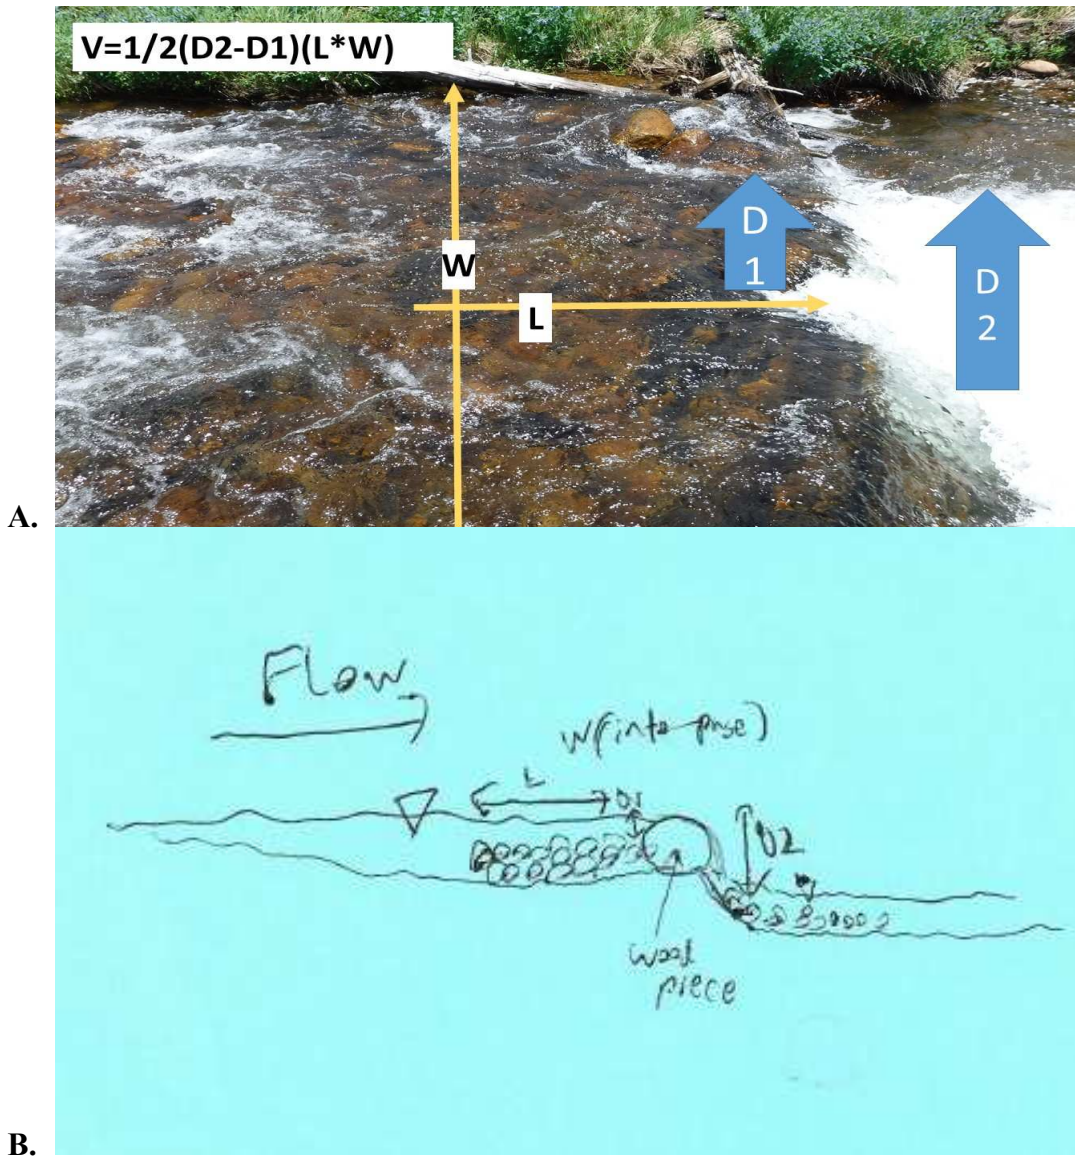 V=1/2(D2-D1)(L*W)
D
1
W
D
2
L
A.
Flow
W(into page)
L
D1
D2
wood
piece
B.